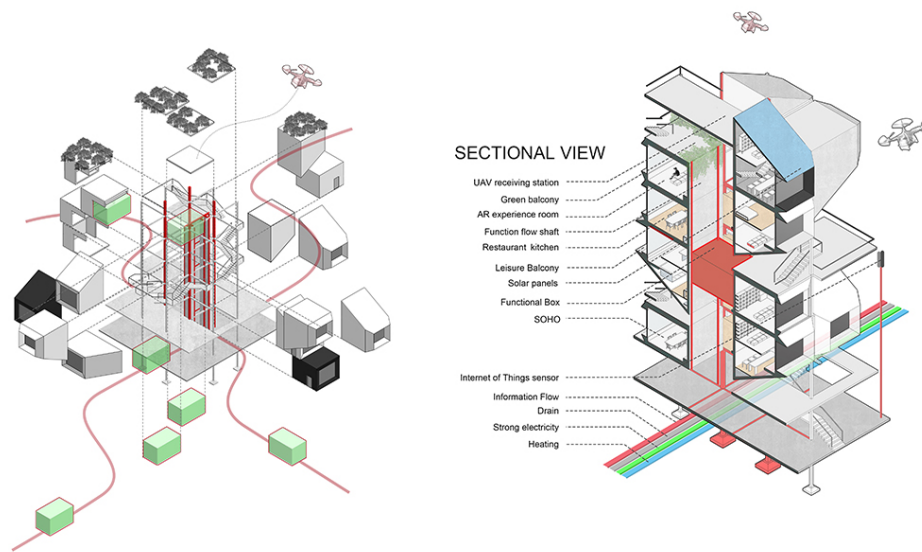 SECTIONAL VIEW
UAV receiving station
Green balcony
AR experience room
Function flow shaft
Restaurant kitchen
Leisure Balcony
Solar panels
Functional Box
SOHO
Internet of Things sensor
Information Flow
Drain
Strong electricity
Heating